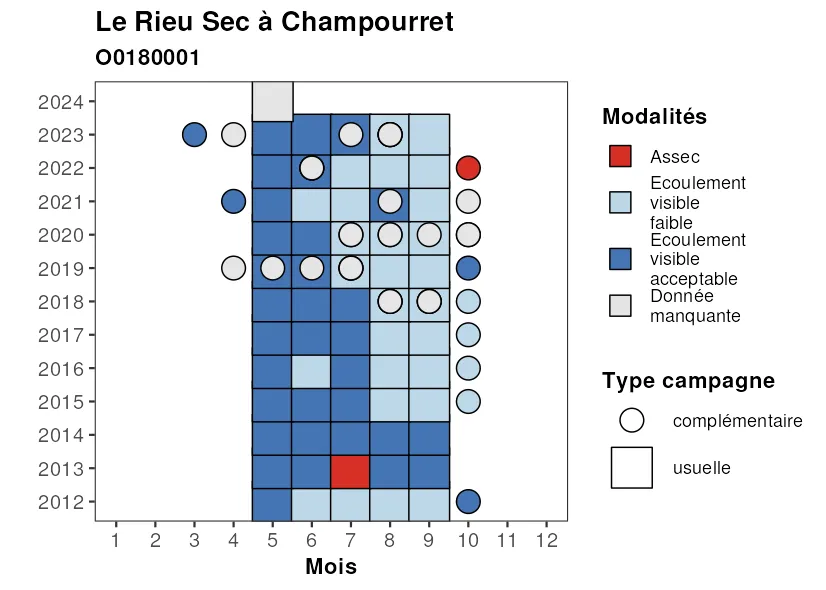 Le Rieu Sec à Champourret
O0180001
2024
2023
2022
2021
2020
2019
2018
2017
2016
2015
2014
2013
2012
1 2 3 4 5 6 7 8 9 10 11 12
Mois
Modalités
Assec
Ecoulement
visible
faible
Ecoulement
visible
acceptable
Donnée
manquante
Type campagne
complémentaire
usuelle